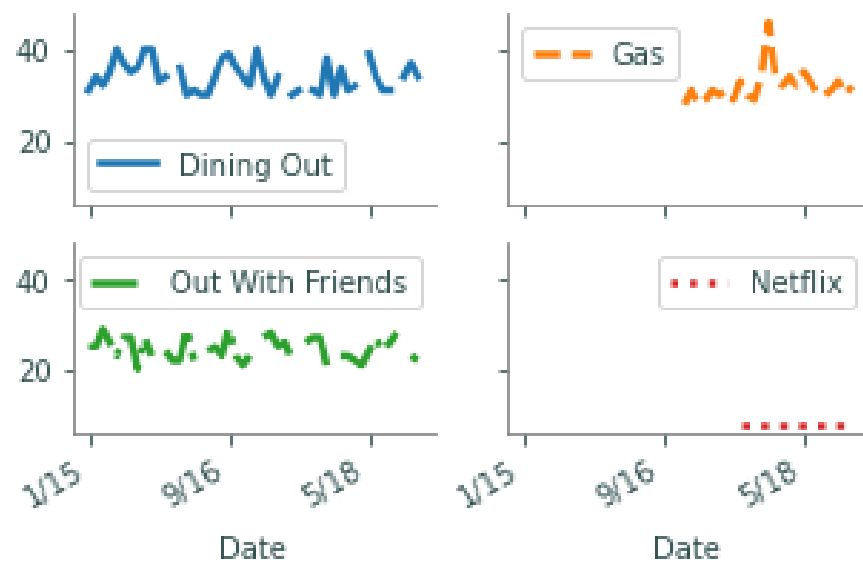 40
20
Dining Out
Gas
40
20
Out With Friends
Netflix
1/15
9/16
5/18
Date
1/15
9/16
5/18
Date